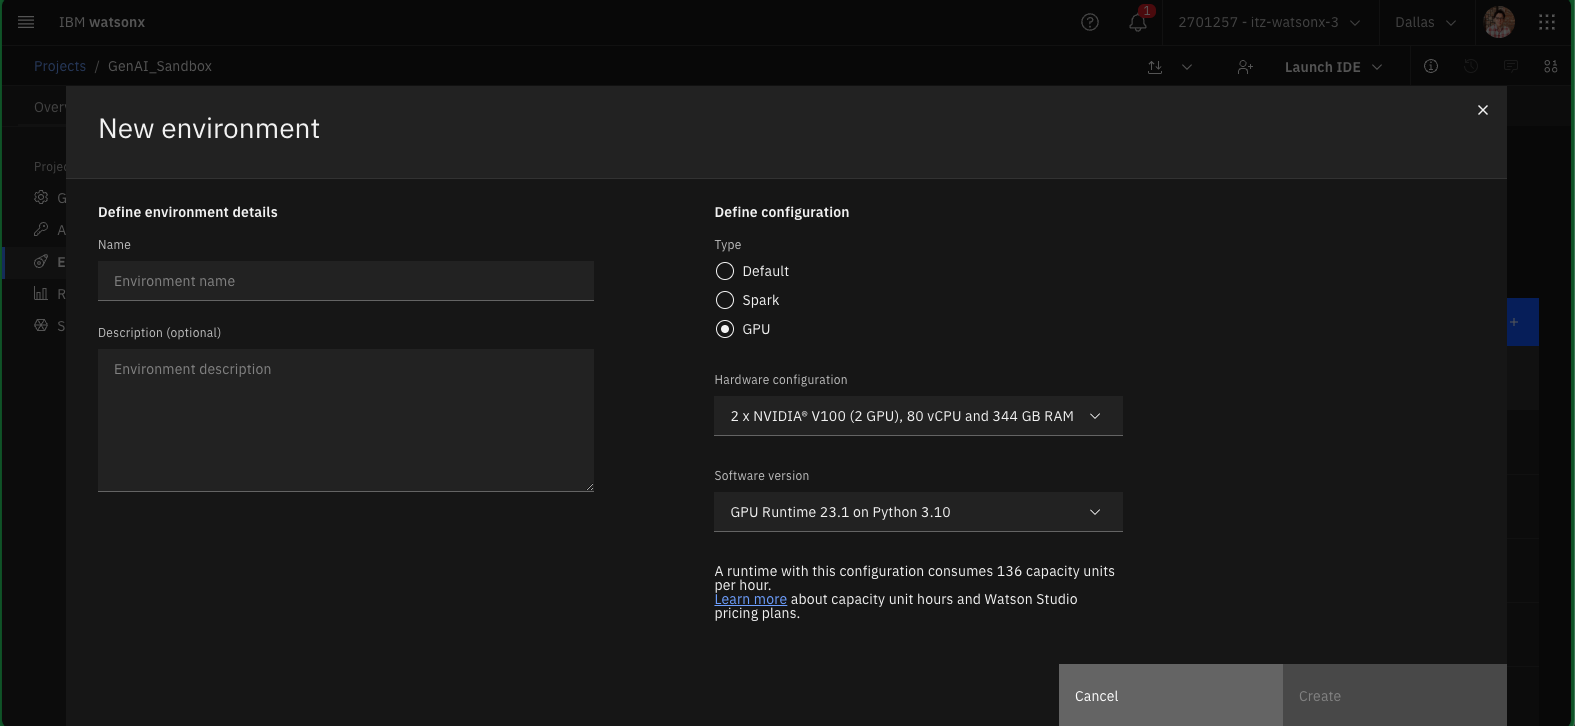 IBM watsonx
1
2701257 - itz-watsonx-3
Dallas
Projects / GenAI_Sandbox
Launch IDE
New environment
Define environment details
Name
Environment name
Description (optional)
Environment description
Define configuration
Type
Default
Spark
GPU
Hardware configuration
2 x NVIDIA® V100 (2 GPU), 80 vCPU and 344 GB RAM
Software version
GPU Runtime 23.1 on Python 3.10
A runtime with this configuration consumes 136 capacity units
per hour.
Learn more about capacity unit hours and Watson Studio
pricing plans.
Cancel
Create